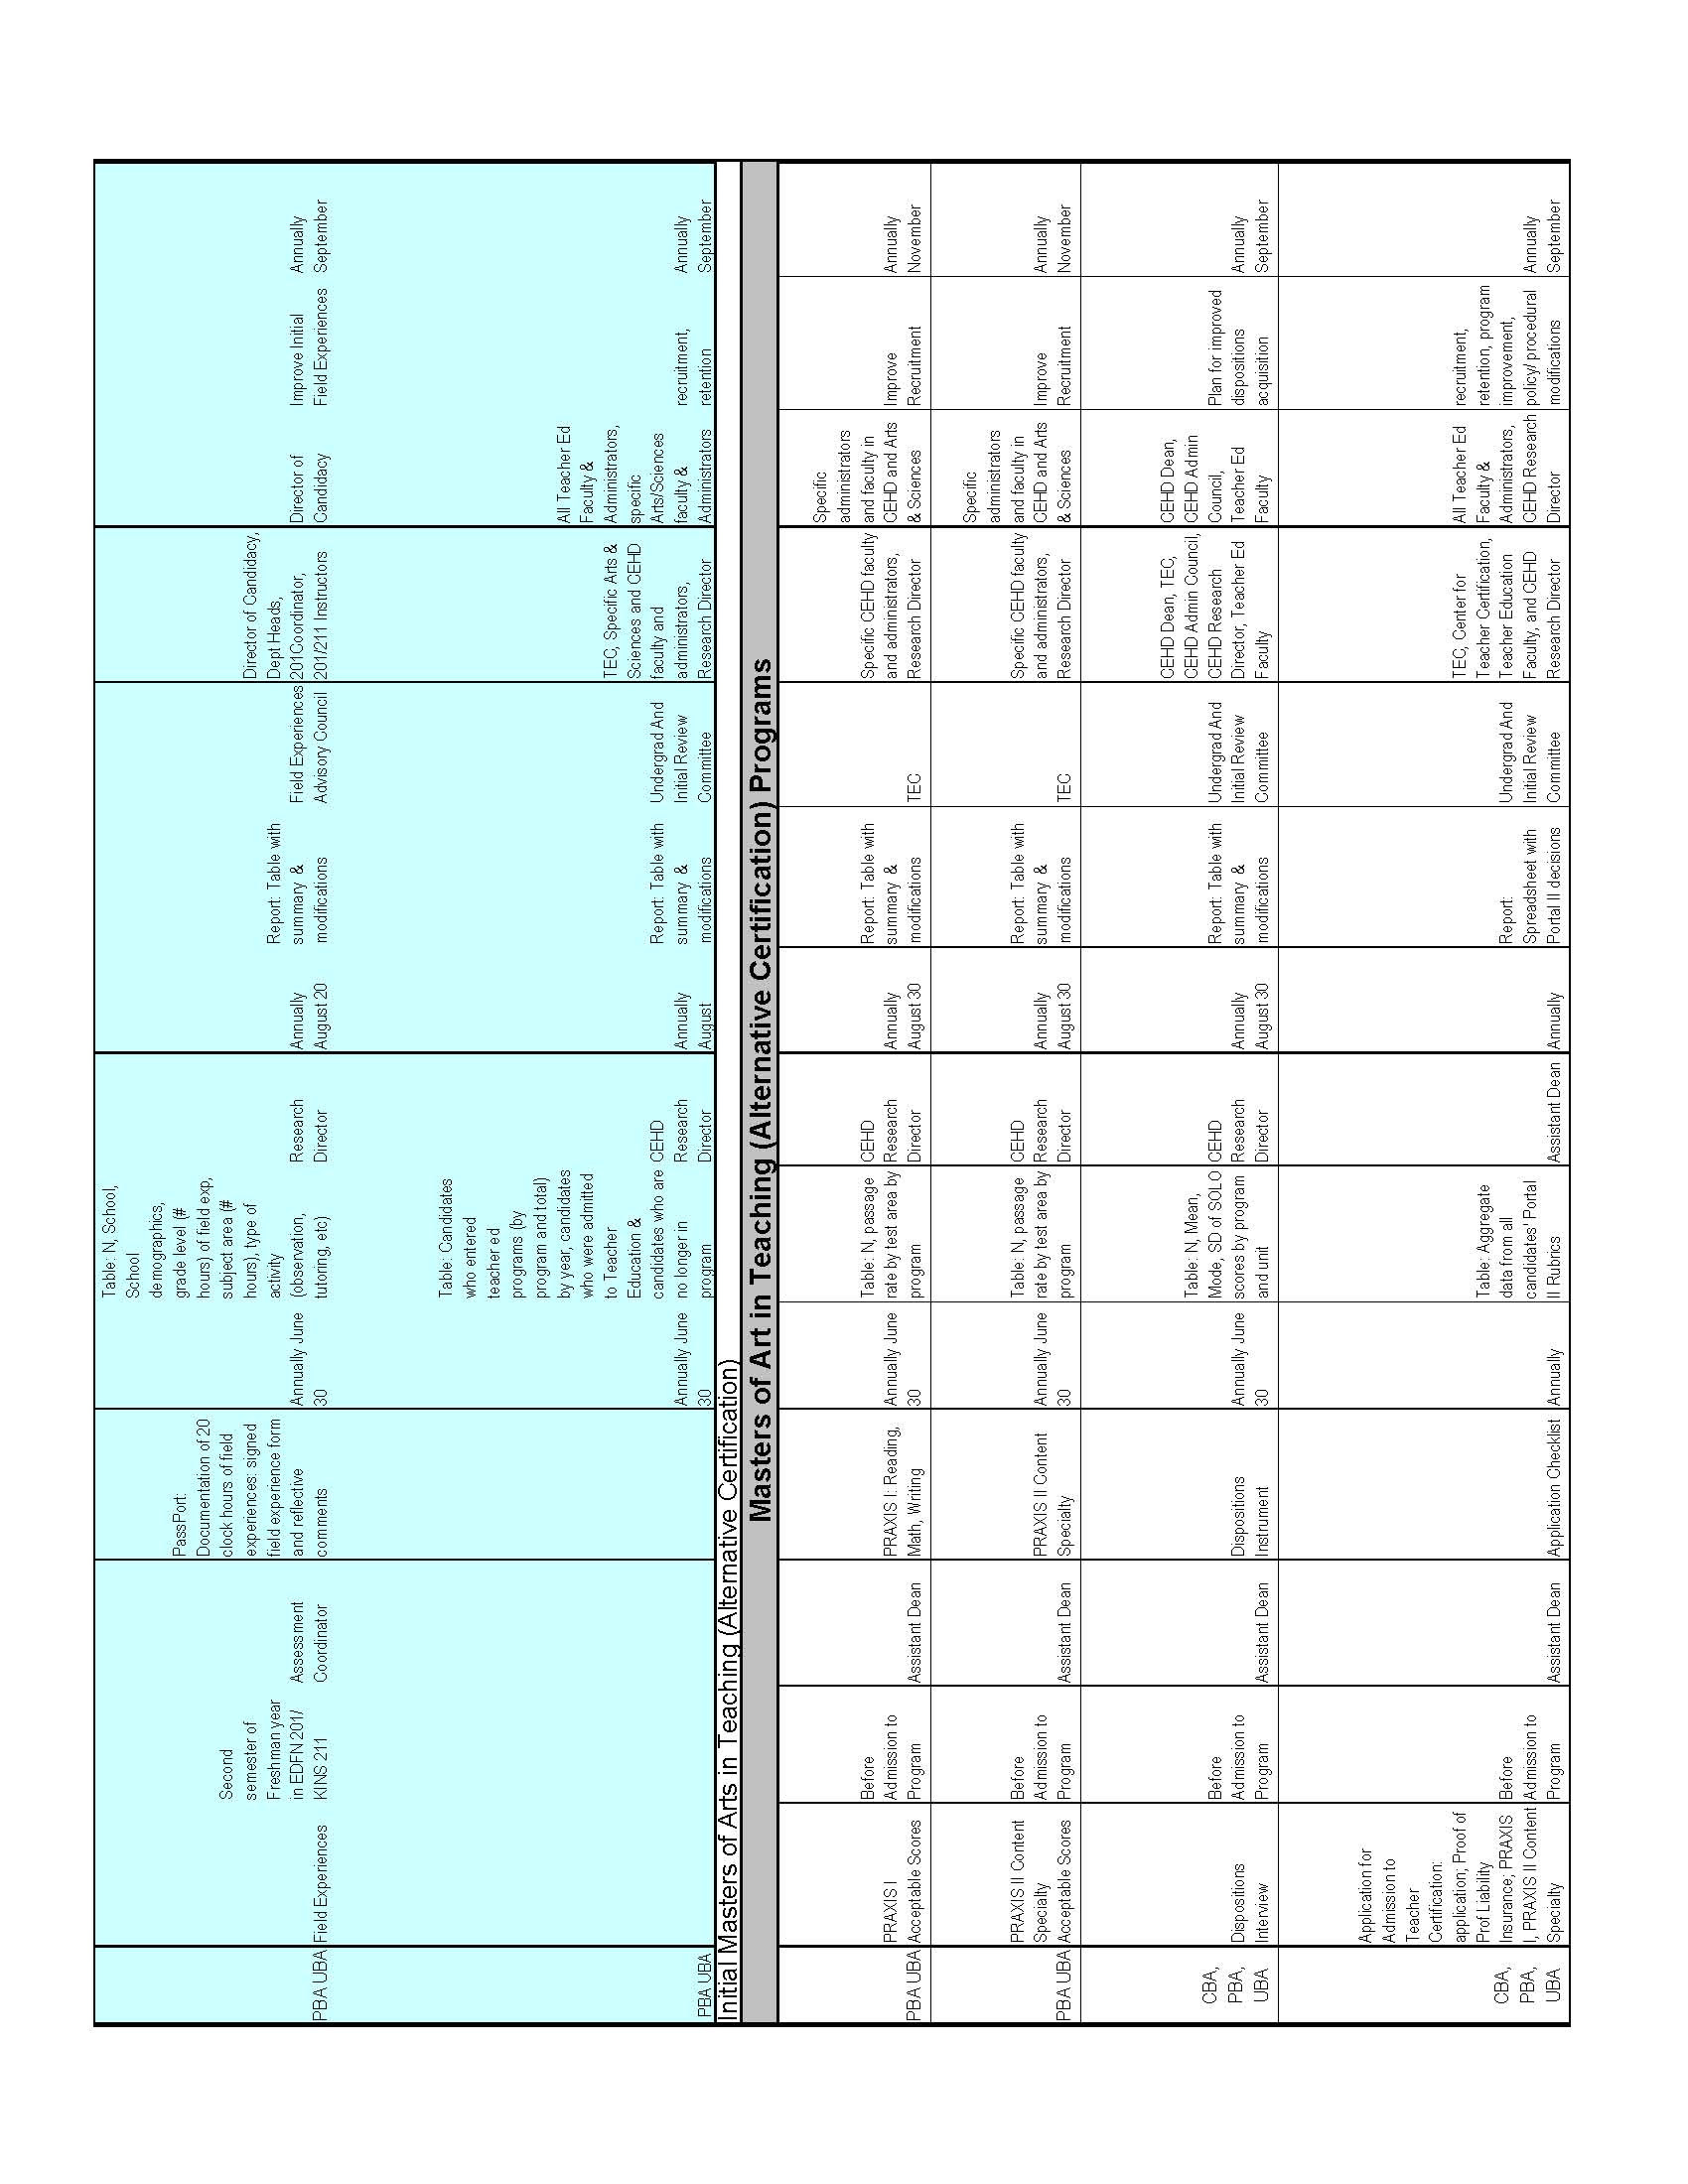 PBA UBA
Field Experiences
Second
semester of
Freshman year
in EDFN 201/
KINS 211
Assessment
Coordinator
PassPort:
Documentation of 20
clock hours of field
experiences: signed
field experience form
and reflective
comments
Annually June
30
Table: N, School,
School
demographics,
grade level (#
hours) of field exp,
subject area (#
hours), type of
activity
(observation,
tutoring, etc)
Research
Director
Annually
August 20
Report: Table with
summary &
modifications
Field Experiences
Advisory Council
Director of Candidacy,
Dept Heads,
201Coordinator,
201/211 Instructors
Director of
Candidacy
Improve Initial
Field Experiences
Annually
September
PBA UBA
Annually June
30
Table: Candidates
who entered
teacher ed
programs (by
program and total)
by year, candidates
who were admitted
to Teacher
Education &
candidates who are
no longer in
program
CEHD
Research
Director
Annually
August
Report: Table with
summary &
modifications
Undergrad And
Initial Review
Committee
TEC, Specific Arts &
Sciences and CEHD
faculty and
administrators,
Research Director
All Teacher Ed
Faculty &
Administrators,
specific
Arts/Sciences
faculty &
Administrators
recruitment,
retention
Annually
September
Initial Masters of Arts in Teaching (Alternative Certification)
Masters of Art in Teaching (Alternative Certification) Programs
PBA UBA
PRAXIS I
Acceptable Scores
Before
Admission to
Program
Assistant Dean
PRAXIS I: Reading,
Math, Writing
Annually June
30
Table: N, passage
rate by test area by
program
CEHD
Research
Director
Annually
August 30
Report: Table with
summary &
modifications
TEC
Specific CEHD faculty
and administrators,
Research Director
Specific
administrators
and faculty in
CEHD and Arts
& Sciences
Improve
Recruitment
Annually
November
PBA UBA
PRAXIS II Content
Specialty
Acceptable Scores
Before
Admission to
Program
Assistant Dean
PRAXIS II Content
Specialty
Annually June
30
Table: N, passage
rate by test area by
program
CEHD
Research
Director
Annually
August 30
Report: Table with
summary &
modifications
TEC
Specific CEHD faculty
and administrators,
Research Director
Specific
administrators
and faculty in
CEHD and Arts
& Sciences
Improve
Recruitment
Annually
November
CBA,
PBA,
UBA
Dispositions
Interview
Before
Admission to
Program
Assistant Dean
Dispositions
Instrument
Annually June
30
Table: N, Mean,
Mode, SD of SOLO
scores by program
and unit
CEHD
Research
Director
Annually
August 30
Report: Table with
summary &
modifications
Undergrad And
Initial Review
Committee
CEHD Dean, TEC,
CEHD Admin Council,
CEHD Research
Director, Teacher Ed
Faculty
CEHD Dean,
CEHD Admin
Council,
Teacher Ed
Faculty
Plan for improved
dispositions
acquisition
Annually
September
CBA,
PBA,
UBA
Application for
Admission to
Teacher
Certification:
application; Proof of
Prof Liability
Insurance; PRAXIS
I, PRAXIS II Content
Specialty
Before
Admission to
Program
Assistant Dean
Application Checklist
Annually
Table: Aggregate
data from all
candidates' Portal
II Rubrics
Assistant Dean
Annually
Report:
Spreadsheet with
Portal II decisions
Undergrad And
Initial Review
Committee
TEC, Center for
Teacher Certification,
Teacher Education
Faculty, and CEHD
Research Director
All Teacher Ed
Faculty &
Administrators,
CEHD Research
Director
recruitment,
retention, program
improvement,
policy/ procedural
modifications
Annually
September